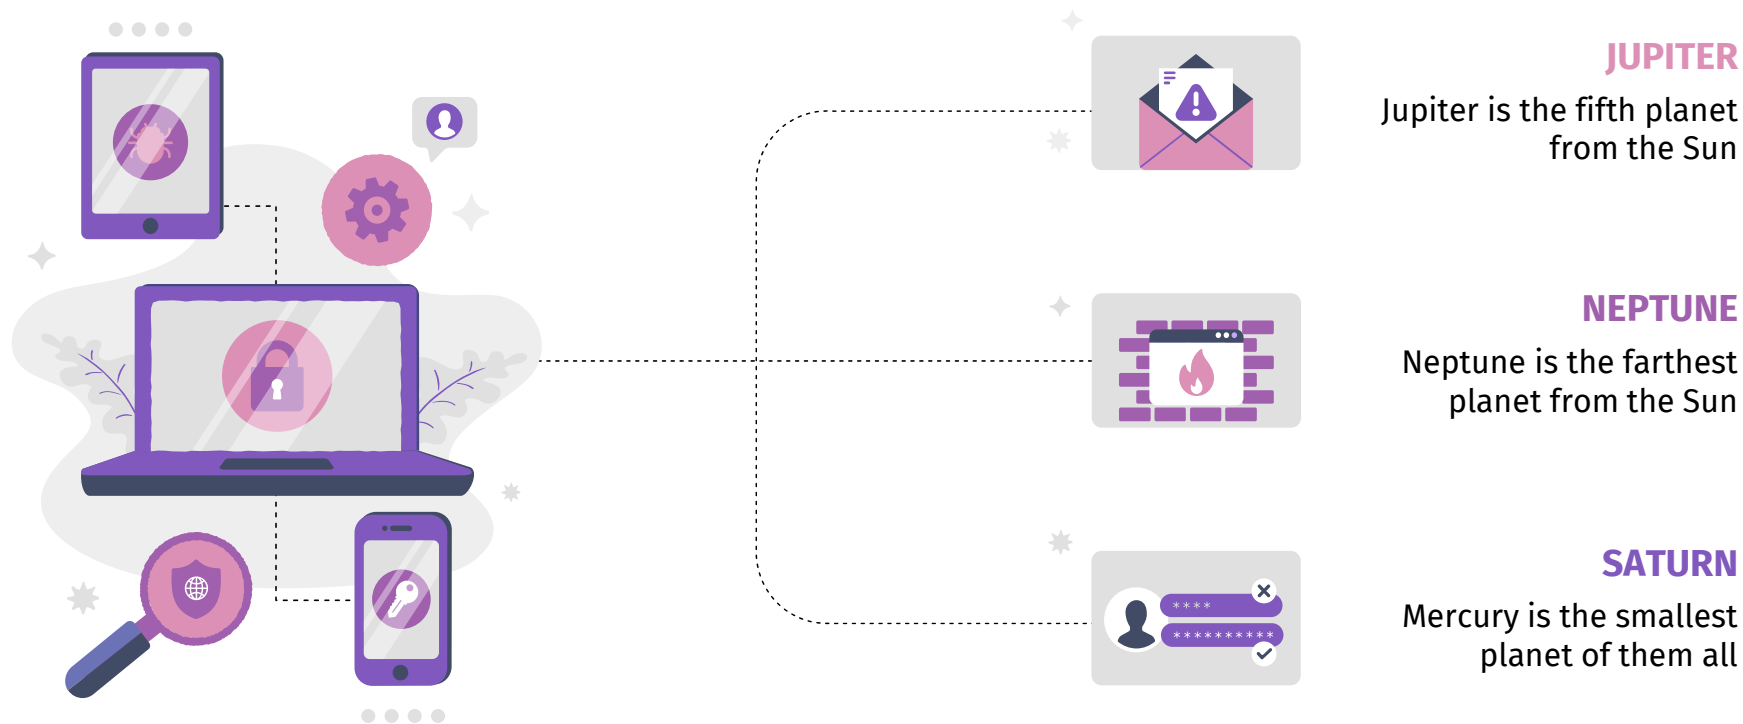 JUPITER
Jupiter is the fifth planet
from the Sun
NEPTUNE
Neptune is the farthest
planet from the Sun
SATURN
Mercury is the smallest
planet of them all
****
**********